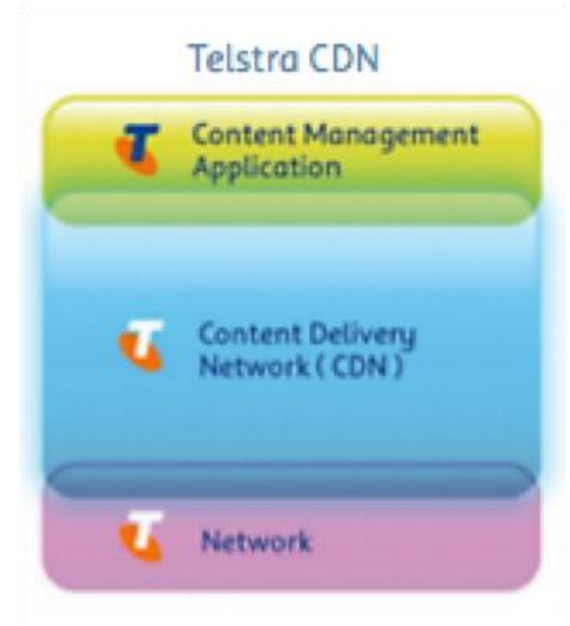 Telstra CDN
Content Management
Application
Content Delivery
Network ( CDN )
Network